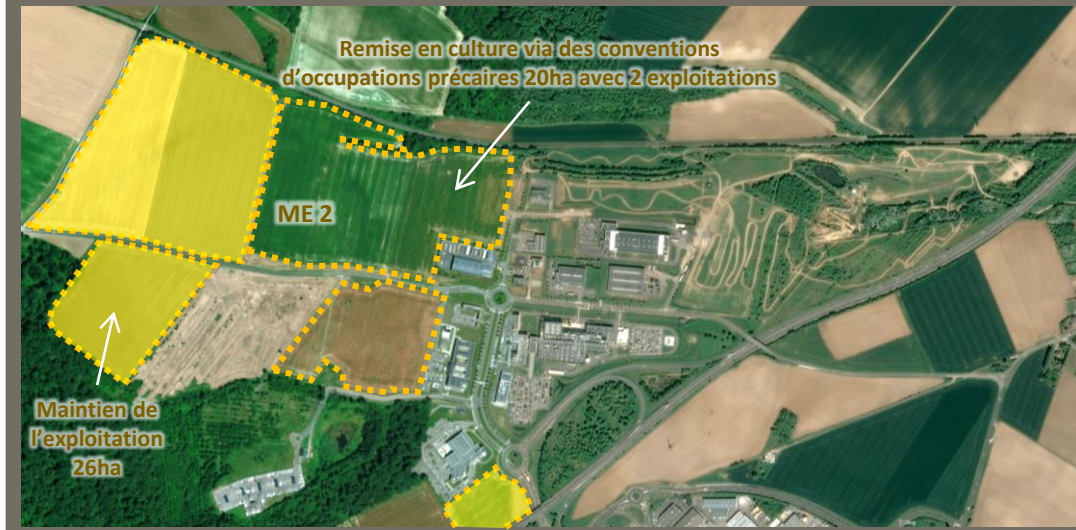 Remise en culture via des conventions
d'occupations précaires 20ha avec 2 exploitations
ME 2
Maintien de
l'exploitation
26ha